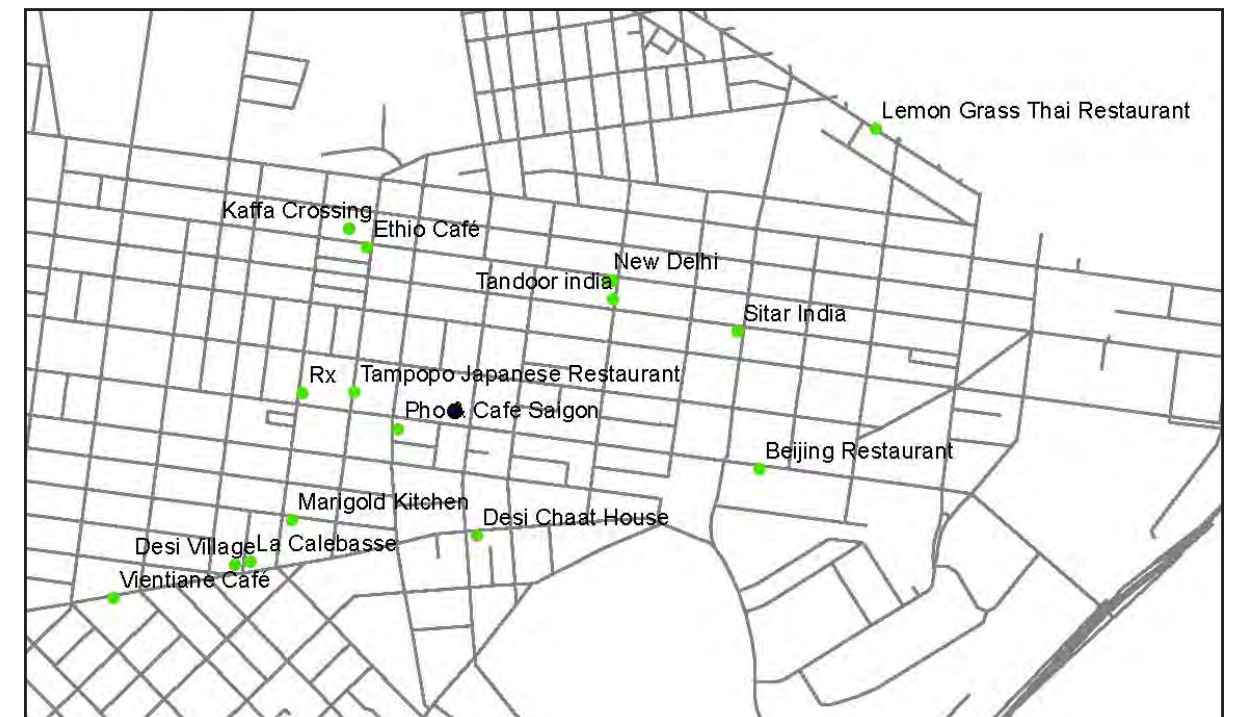 Lemon Grass Thai Restaurant
Kaffa Crossing
Ethio Café
New Delhi
Tandoor india
Sitar India
Rx
Tampopo Japanese Restaurant
Pho & Cafe Saigon
Beijing Restaurant
Marigold Kitchen
Desi Chaat House
Desi Village
La Calebasse
Vientiane Café